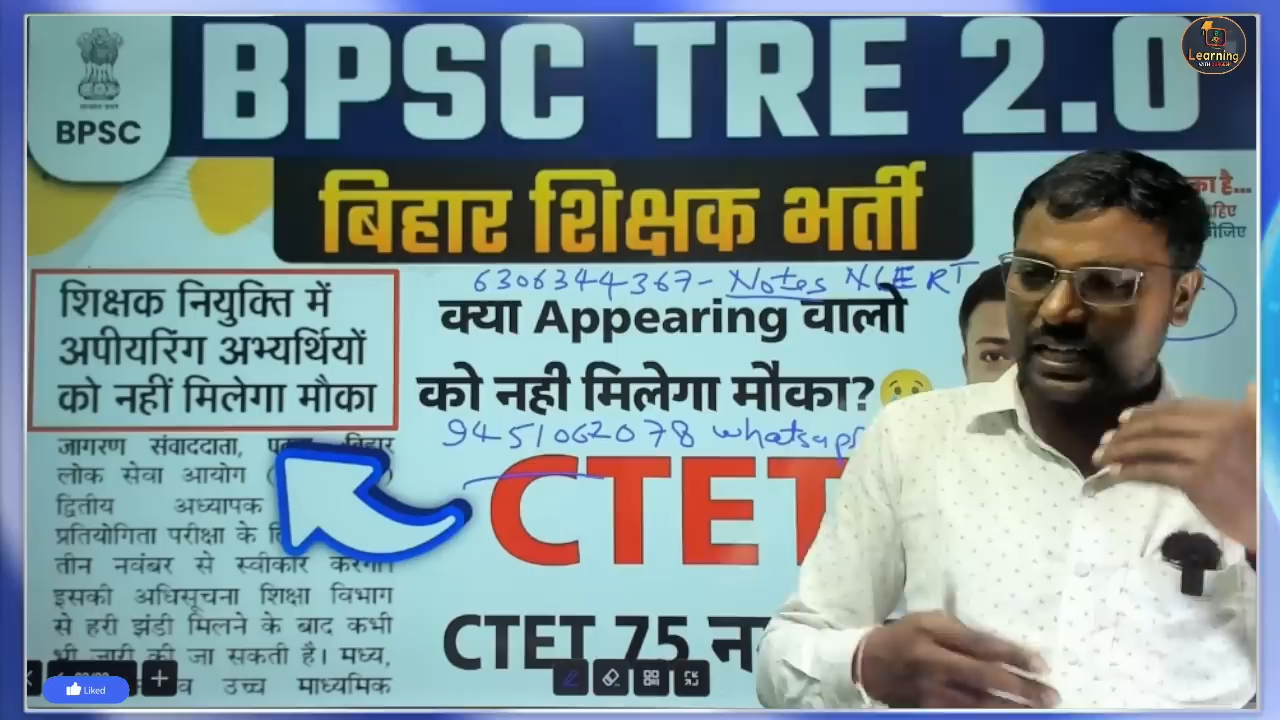 BPSC TRE 2.0
BPSC
Learning
बिहार शिक्षक भर्ती
का है...
शिक्षक नियुक्ति में
अपीयरिंग अभ्यर्थियों
को नहीं मिलेगा मौका
6306344367- Notes NCERT
क्या Appearing वालो
को नही मिलेगा मौका?
9451062078 whatsapp
CTET
CTET 75
जागरण संवाददाता,
लोक सेवा आयोग
द्वितीय अध्यापक
प्रतियोगिता परीक्षा के
तीन नवंबर से स्वीकार करेगा।
इसकी अधिसूचना शिक्षा विभाग
से हरी झंडी मिलने के बाद कभी
भी जारी की जा सकती है। मध्य,
व उच्च माध्यमिक
Liked